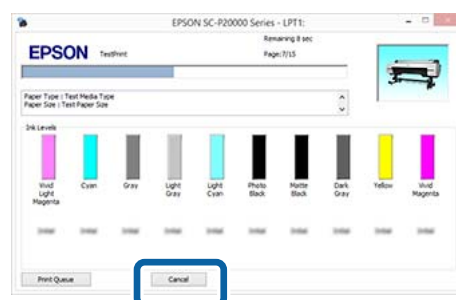 EPSON SC-P20000 Series - LPT1:
Remaining 8 sec
EPSON TestPrint Page:7/15
Paper Type : Test Media Type
Paper Size : Test Paper Size
Ink Levels
Vivid Light Magenta Cyan Gray Light Gray Light Cyan Photo Black Matte Black Dark Gray Yellow Vivid Magenta
Print Queue Cancel